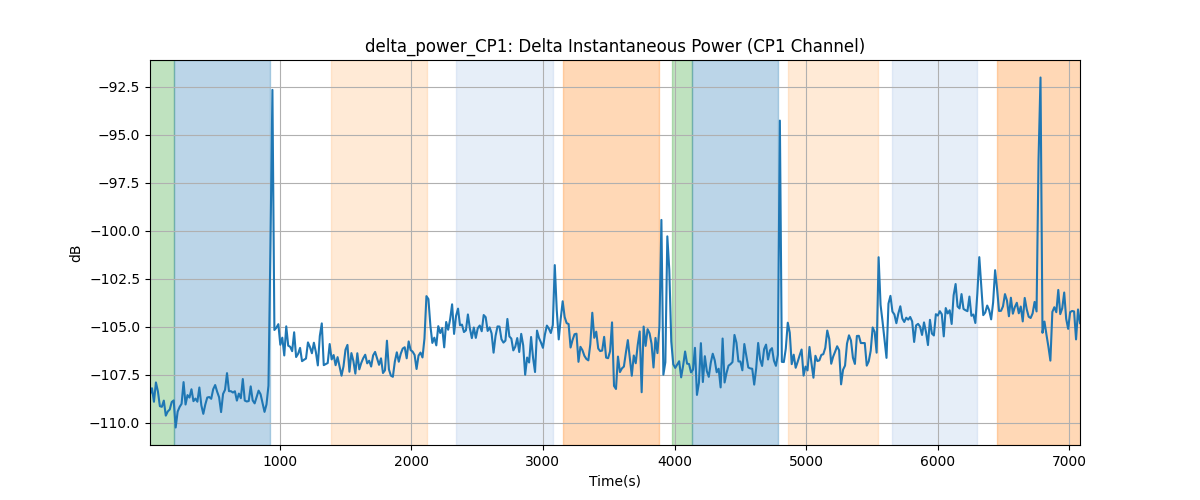 delta_power_CP1: Delta Instantaneous Power (CP1 Channel)
−92.5
−95.0
−97.5
−100.0
−102.5
−105.0
−107.5
−110.0
dB
1000 2000 3000 4000 5000 6000 7000
Time(s)